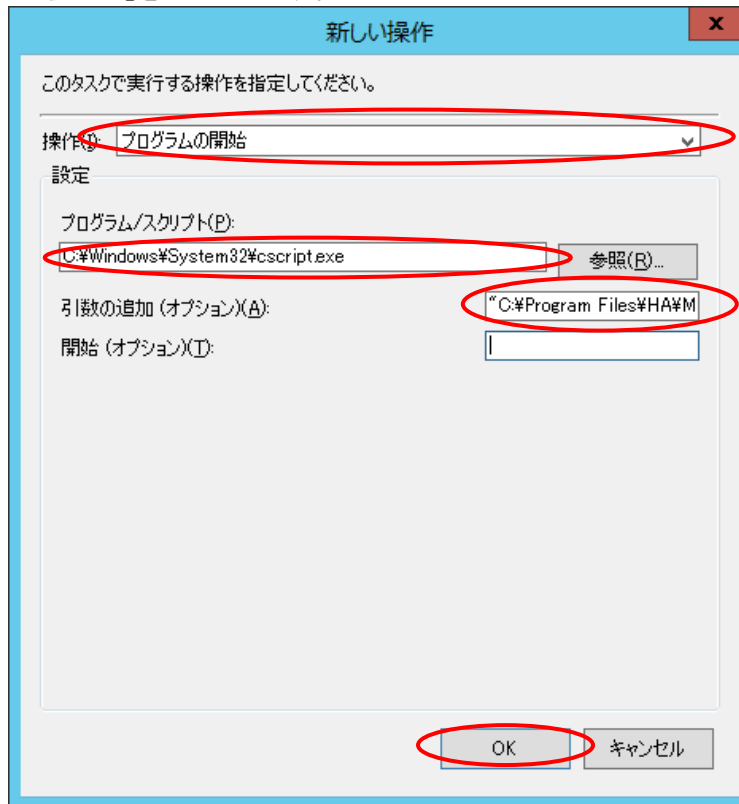 新しい操作
x
このタスクで実行する操作を指定してください。
操作(I): プログラムの開始
設定
プログラム/スクリプト(P):
C:¥Windows¥System32¥cscript.exe
参照(R)...
引数の追加 (オプション)(A):
"C:¥Program Files¥HA¥M
開始 (オプション)(T):
OK
キャンセル